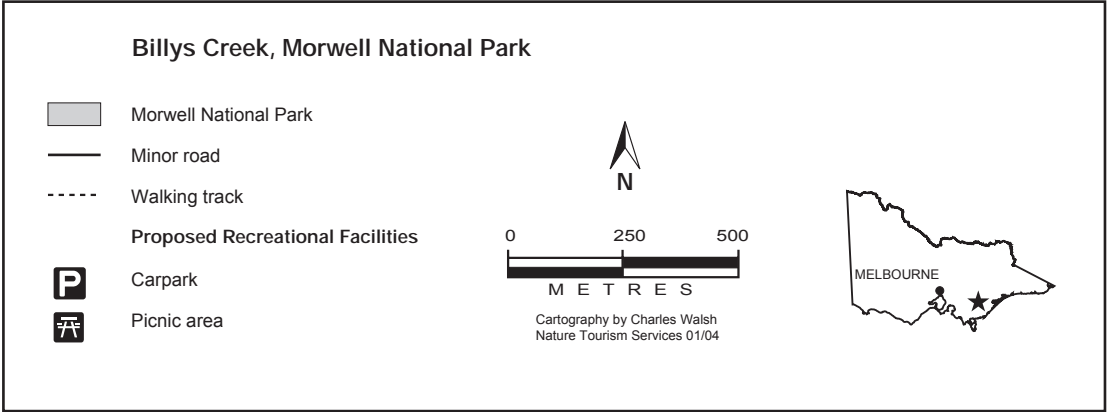 Billys Creek, Morwell National Park
Morwell National Park
Minor road
Walking track
Proposed Recreational Facilities
P
Carpark
Picnic area
N
0 250 500
METRES
Cartography by Charles Walsh
Nature Tourism Services 01/04
MELBOURNE